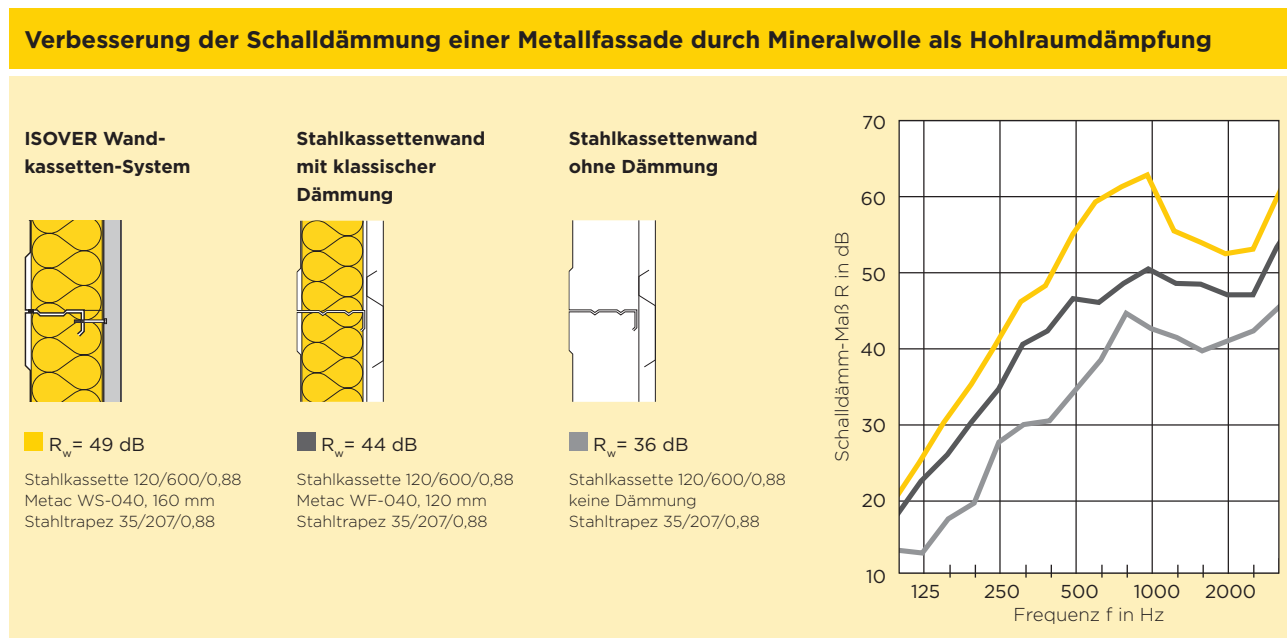 Verbesserung der Schalldämmung einer Metallfassade durch Mineralwolle als Hohlraumdämpfung
ISOVER Wand-
kassetten-System
Rw= 49 dB
Stahlkassette 120/600/0,88
Metac WS-040, 160 mm
Stahltrapez 35/207/0,88
Stahlkassettenwand
mit klassischer
Dämmung
Rw= 44 dB
Stahlkassette 120/600/0,88
Metac WF-040, 120 mm
Stahltrapez 35/207/0,88
Stahlkassettenwand
ohne Dämmung
Rw= 36 dB
Stahlkassette 120/600/0,88
keine Dämmung
Stahltrapez 35/207/0,88
Schalldämm-Maß R in dB
70
60
50
40
30
20
10
125 250 500 1000 2000
Frequenz f in Hz